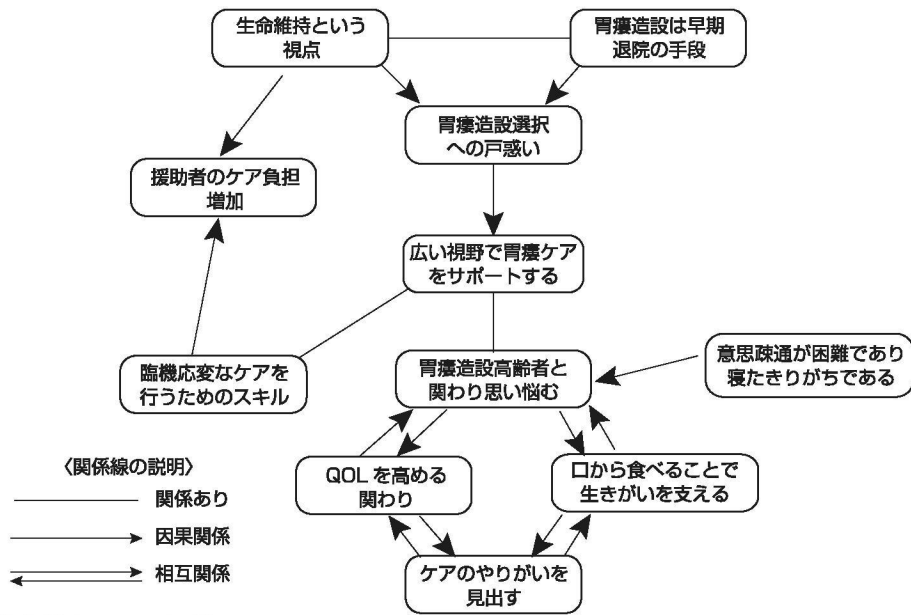 生命維持という
視点
胃瘻造設は早期
退院の手段
胃瘻造設選択
への戸惑い
援助者のケア負担
増加
広い視野で胃瘻ケア
をサポートする
臨機応変なケアを
行うためのスキル
胃瘻造設高齢者と
関わり思い悩む
意思疎通が困難であり
寝たきりがちである
QOLを高める
関わり
口から食べることで
生きがいを支える
ケアのやりがいを
見出す
〈関係線の説明〉
関係あり
因果関係
相互関係